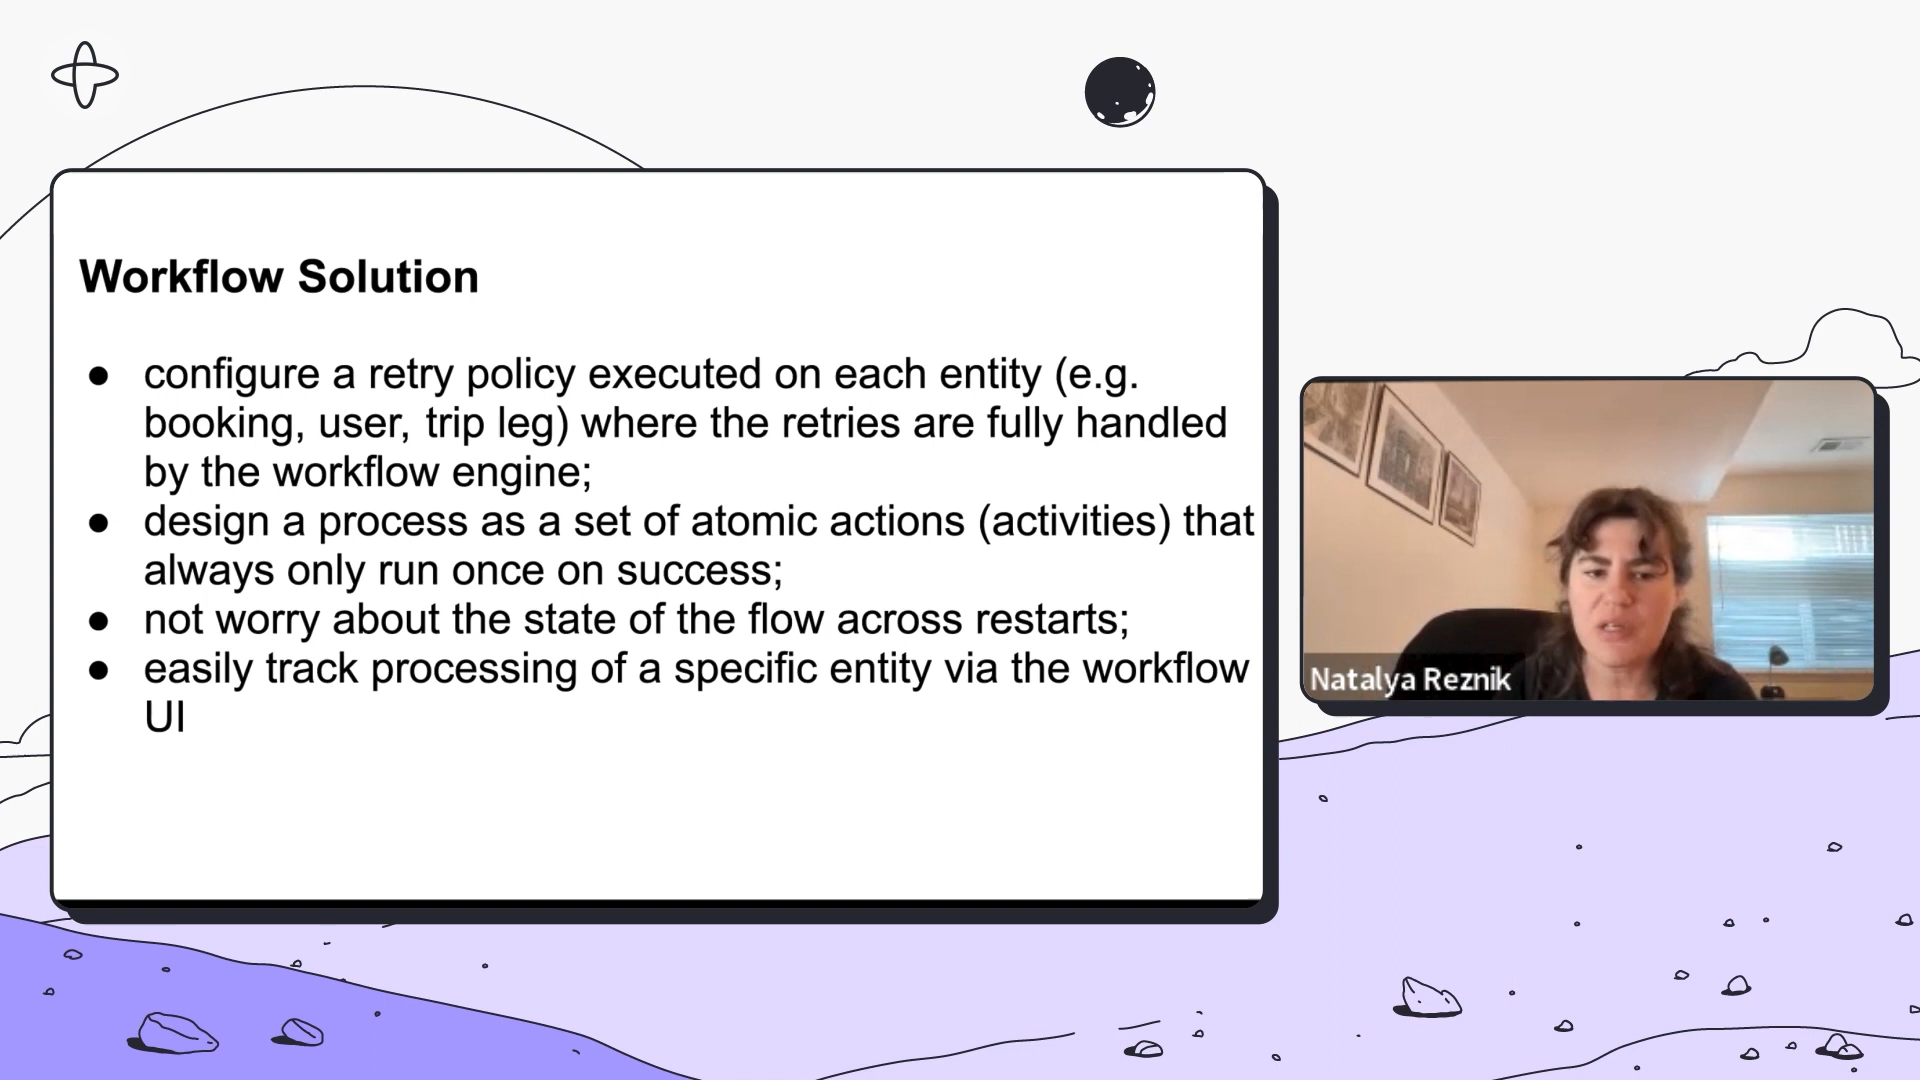 Workflow Solution
● configure a retry policy executed on each entity (e.g.
booking, user, trip leg) where the retries are fully handled
by the workflow engine;
● design a process as a set of atomic actions (activities) that
always only run once on success;
● not worry about the state of the flow across restarts;
● easily track processing of a specific entity via the workflow
UI
Natalya Reznik